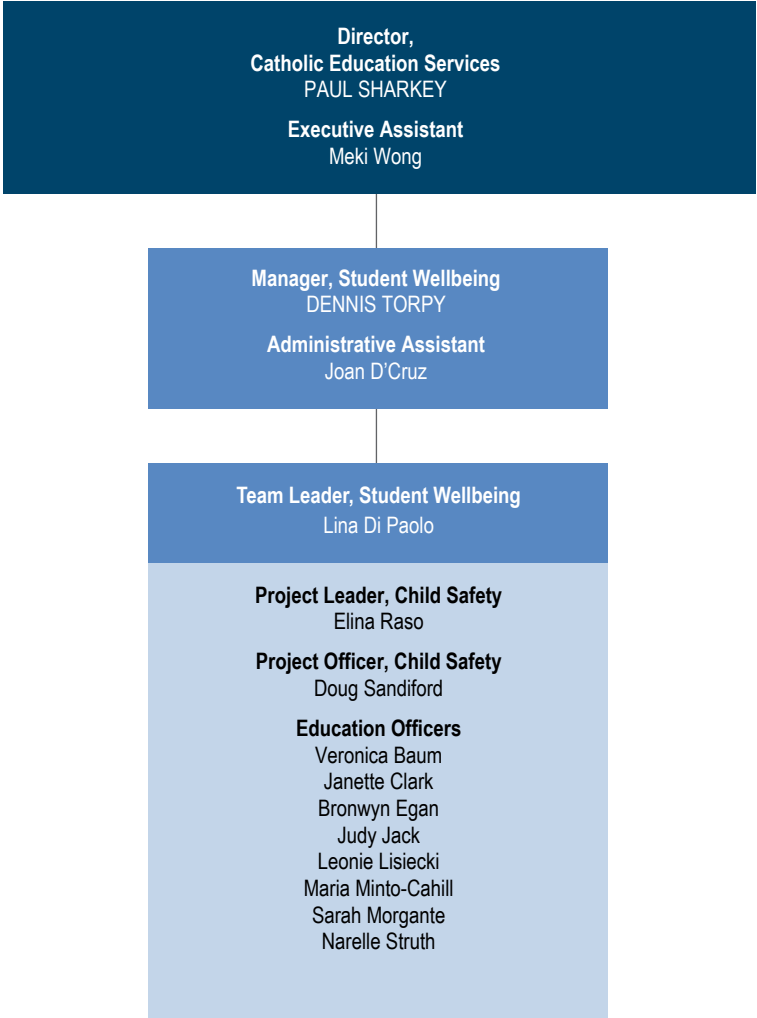 Director,
Catholic Education Services
PAUL SHARKEY
Executive Assistant
Meki Wong
Manager, Student Wellbeing
DENNIS TORPY
Administrative Assistant
Joan D’Cruz
Team Leader, Student Wellbeing
Lina Di Paolo
Project Leader, Child Safety
Elina Raso
Project Officer, Child Safety
Doug Sandiford
Education Officers
Veronica Baum
Janette Clark
Bronwyn Egan
Judy Jack
Leonie Lisiecki
Maria Minto-Cahill
Sarah Morgante
Narelle Struth